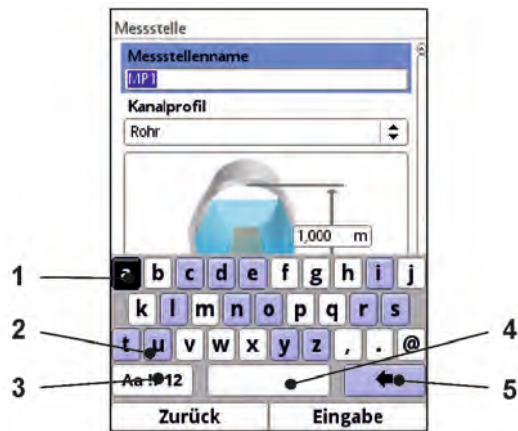 Messstelle
Messstellenname
MP1
Kanalprofil
Rohr
1,000 m
1 a b c d e f g h i j
k l m n o p q r s
2 4
t u v w x y z , . @
3 Aa !? 12 5
Zurück Eingabe